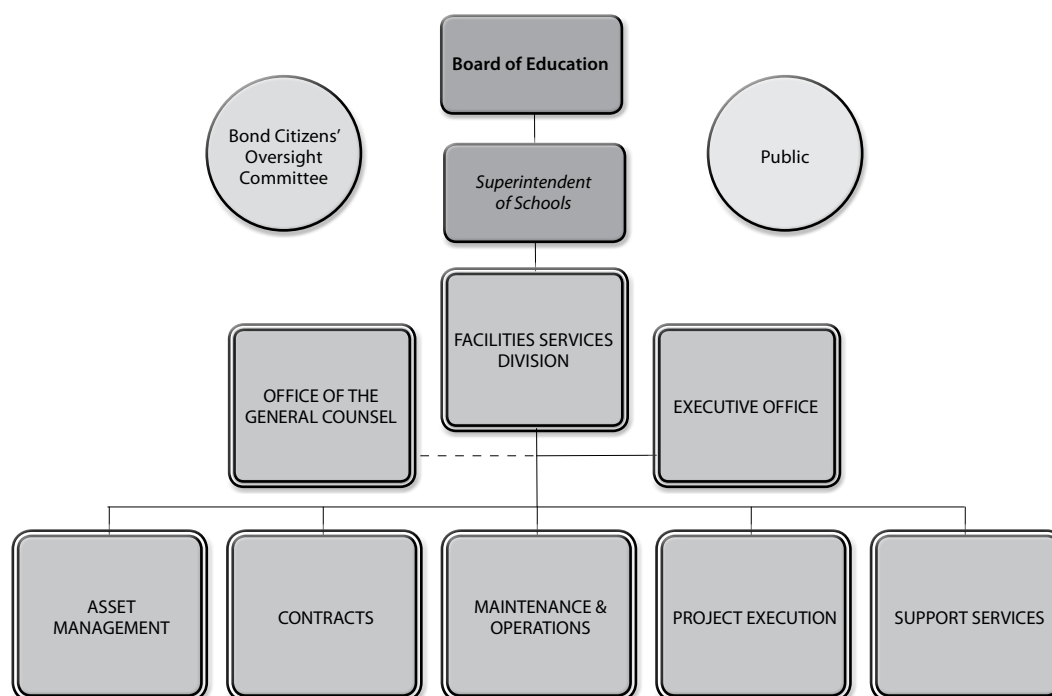 Board of Education
Bond Citizens’
Oversight
Committee
Public
Superintendent
of Schools
FACILITIES SERVICES
DIVISION
OFFICE OF THE
GENERAL COUNSEL
EXECUTIVE OFFICE
ASSET
MANAGEMENT
CONTRACTS
MAINTENANCE &
OPERATIONS
PROJECT EXECUTION
SUPPORT SERVICES